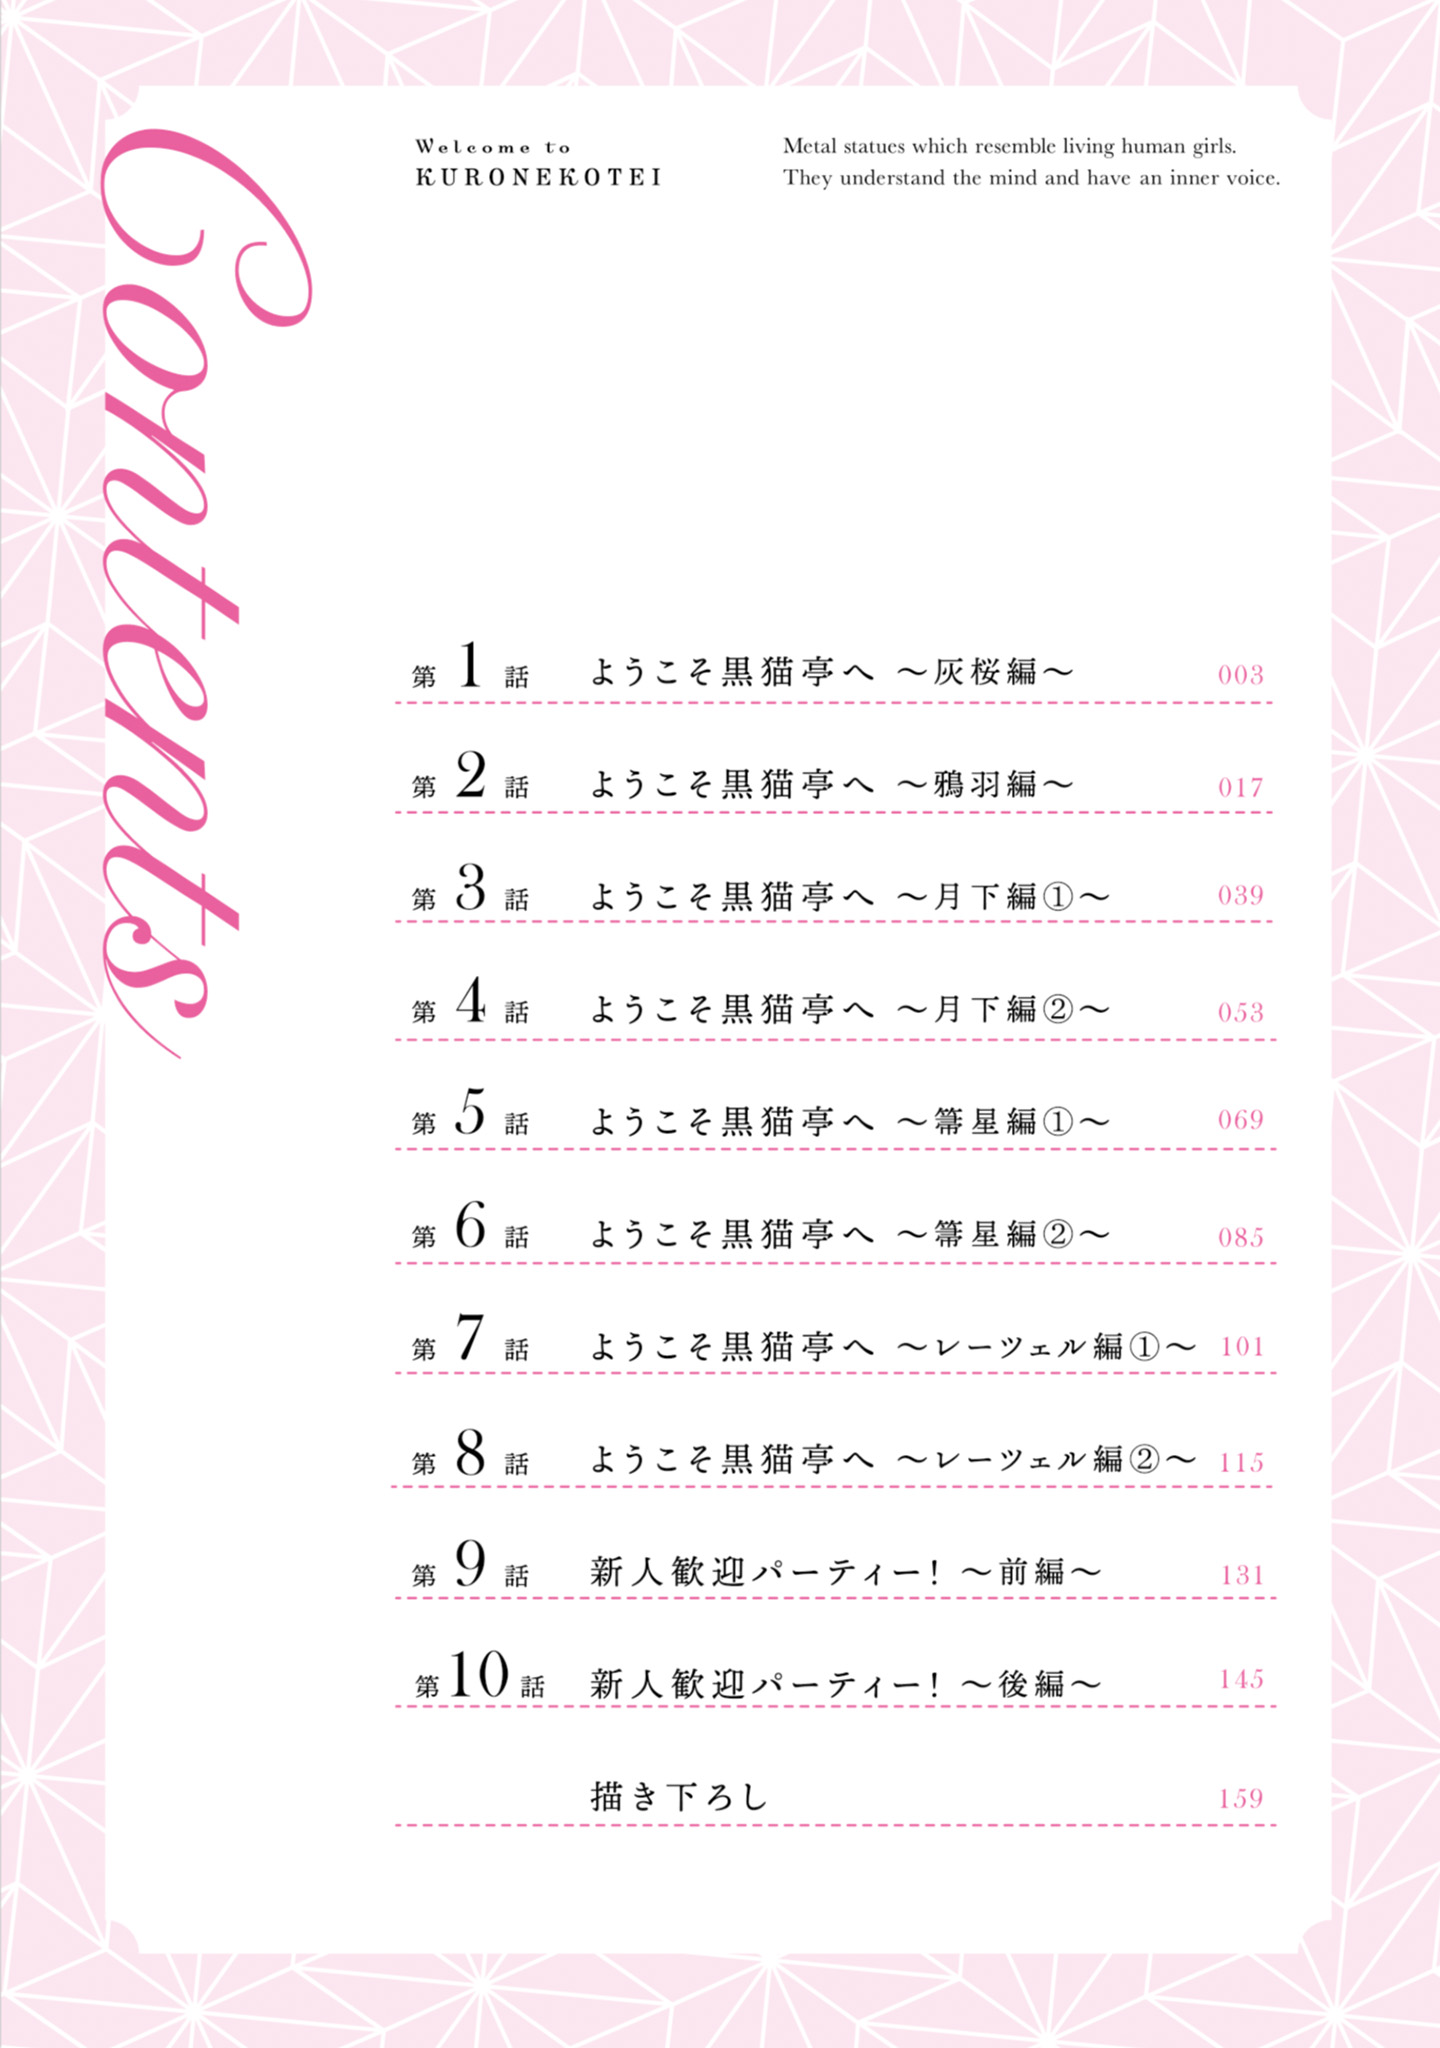 Contents
Welcome to
KURONEKOTEI
Metal statues which resemble living human girls.
They understand the mind and have an inner voice.
第1話 ようこそ黒猫亭へ ～灰桜編～ 003
第2話 ようこそ黒猫亭へ ～鴉羽編～ 017
第3話 ようこそ黒猫亭へ ～月下編①～ 039
第4話 ようこそ黒猫亭へ ～月下編②～ 053
第5話 ようこそ黒猫亭へ ～箒星編①～ 069
第6話 ようこそ黒猫亭へ ～箒星編②～ 085
第7話 ようこそ黒猫亭へ ～レーツェル編①～ 101
第8話 ようこそ黒猫亭へ ～レーツェル編②～ 115
第9話 新人歓迎パーティー！ ～前編～ 131
第10話 新人歓迎パーティー！ ～後編～ 145
描き下ろし 159